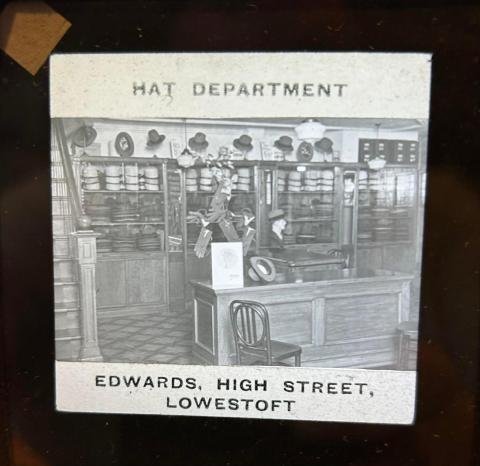 HAT DEPARTMENT
EDWARDS, HIGH STREET,
LOWESTOFT